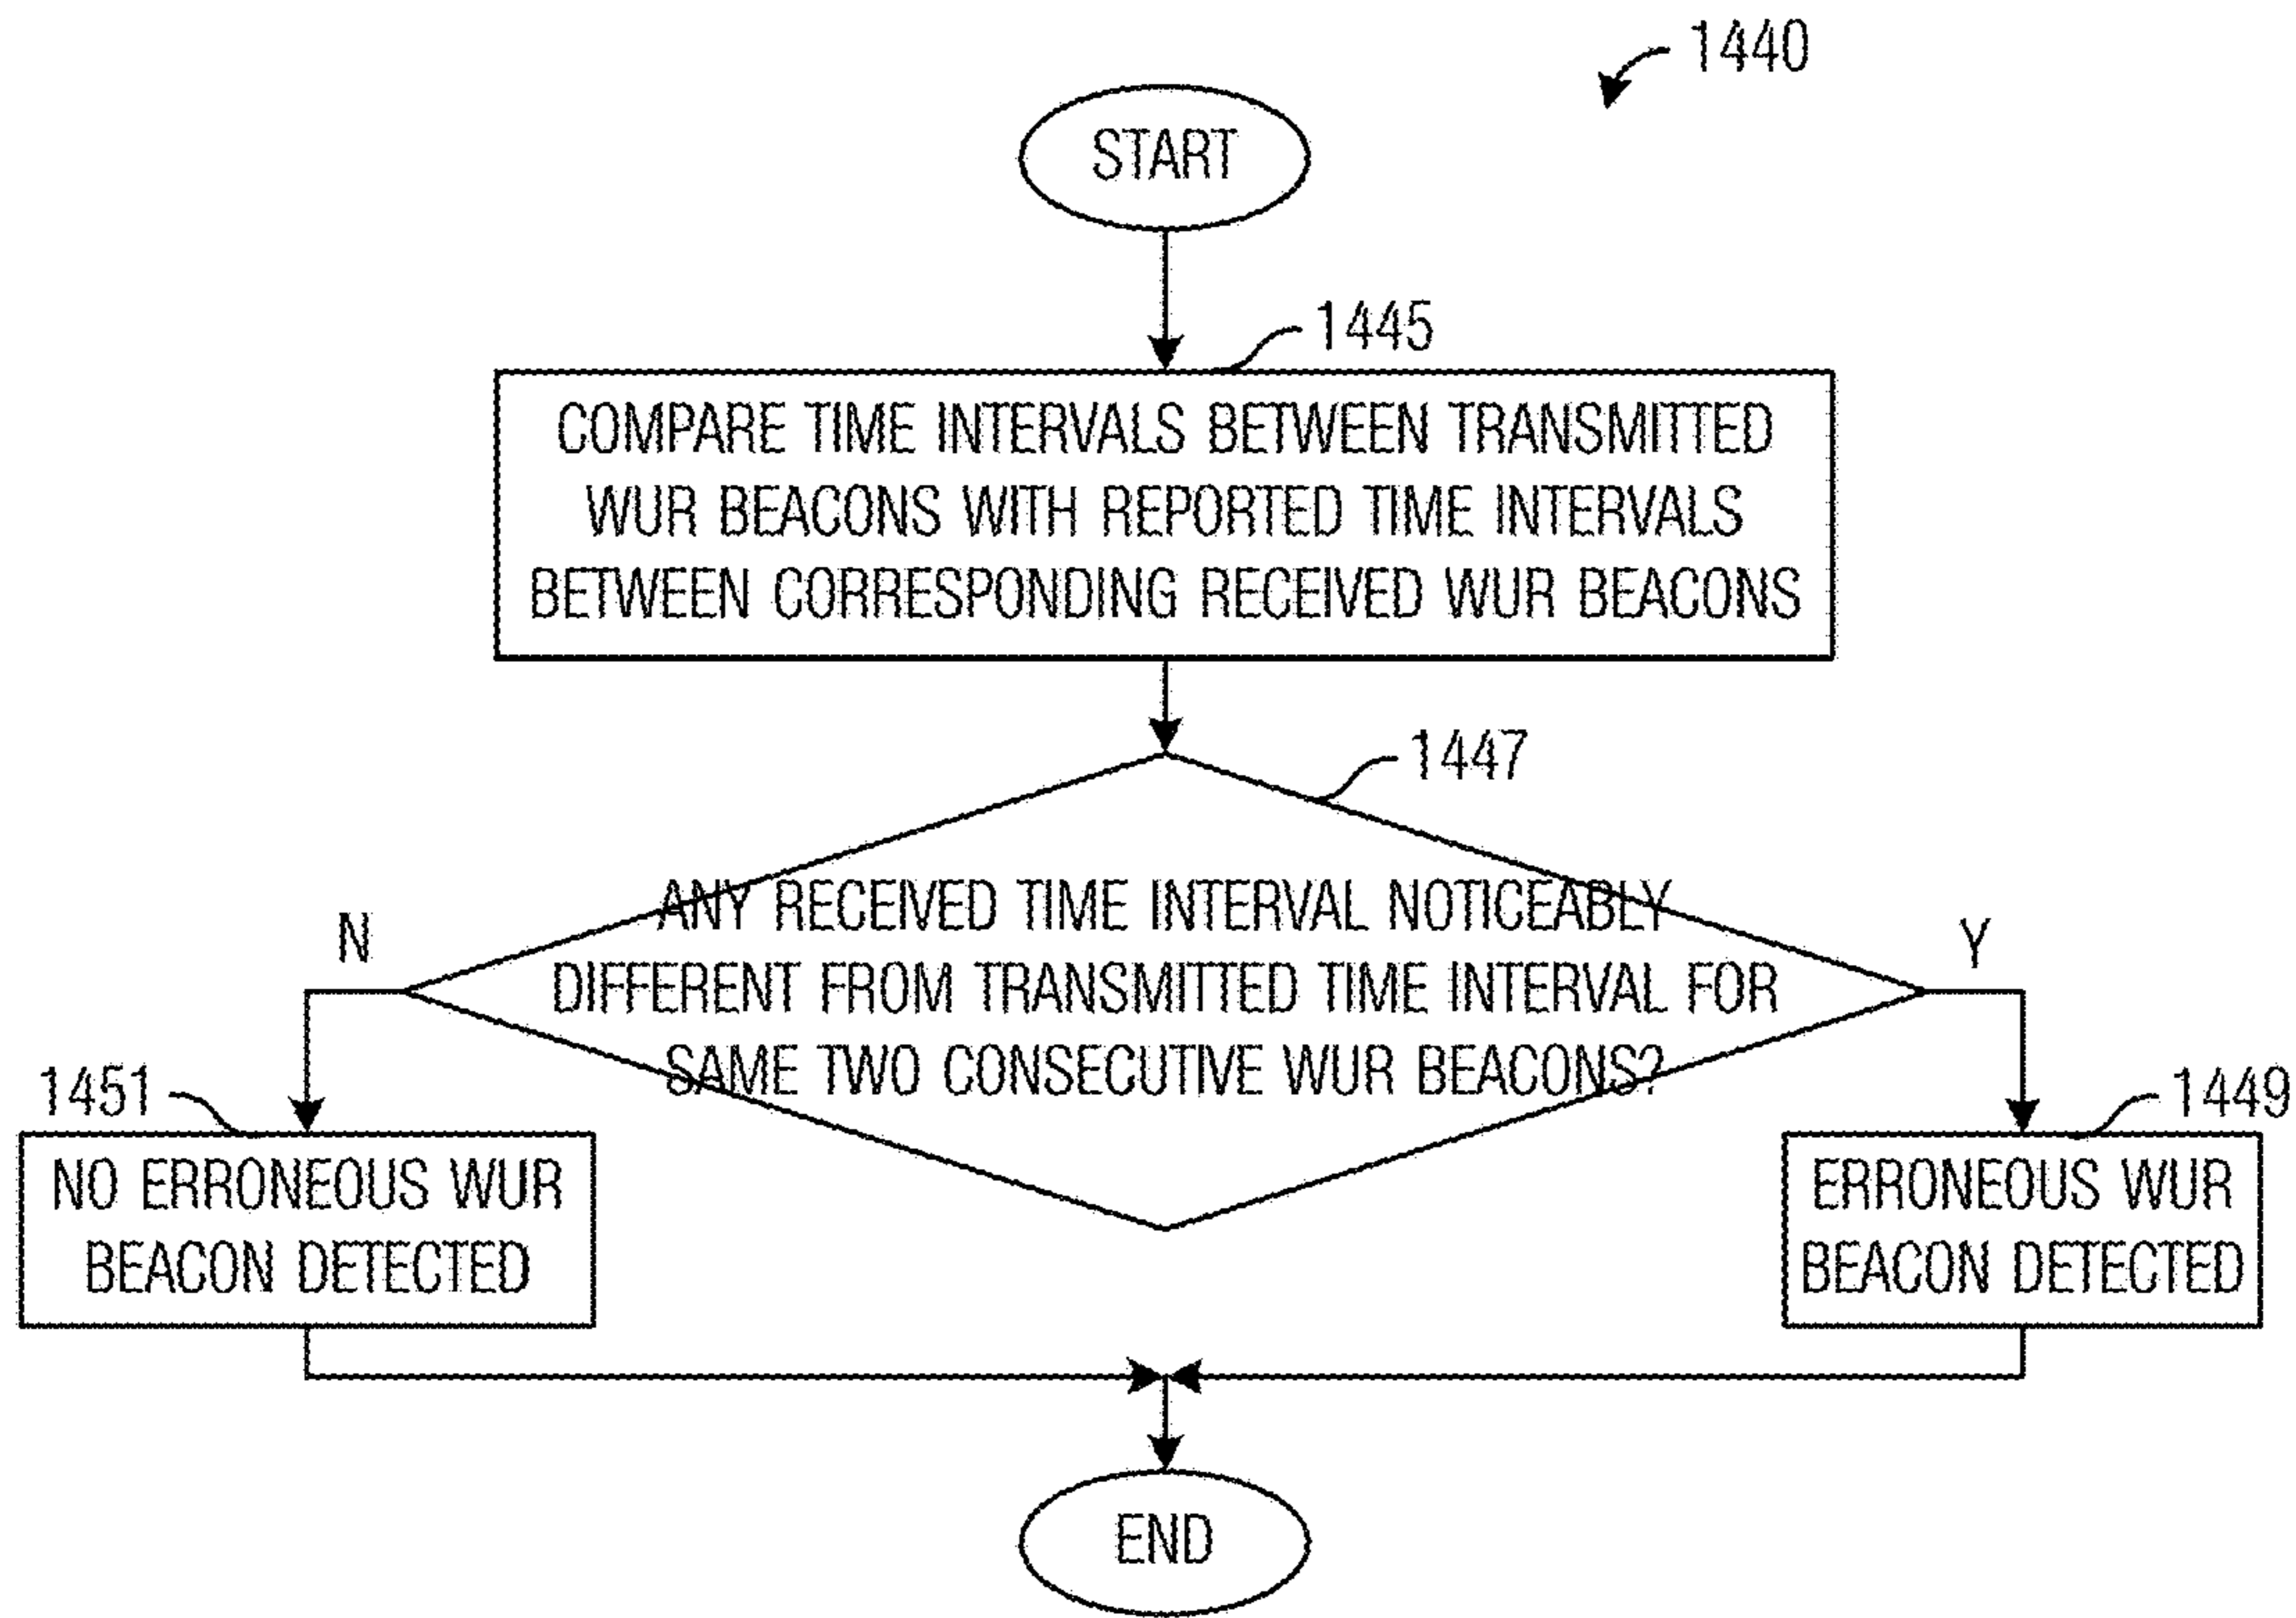 1440
START
1445
COMPARE TIME INTERVALS BETWEEN TRANSMITTED
WUR BEACONS WITH REPORTED TIME INTERVALS
BETWEEN CORRESPONDING RECEIVED WUR BEACONS
1447
ANY RECEIVED TIME INTERVAL NOTICEABLY
DIFFERENT FROM TRANSMITTED TIME INTERVAL FOR
SAME TWO CONSECUTIVE WUR BEACONS?
N
Y
1451
NO ERRONEOUS WUR
BEACON DETECTED
1449
ERRONEOUS WUR
BEACON DETECTED
END